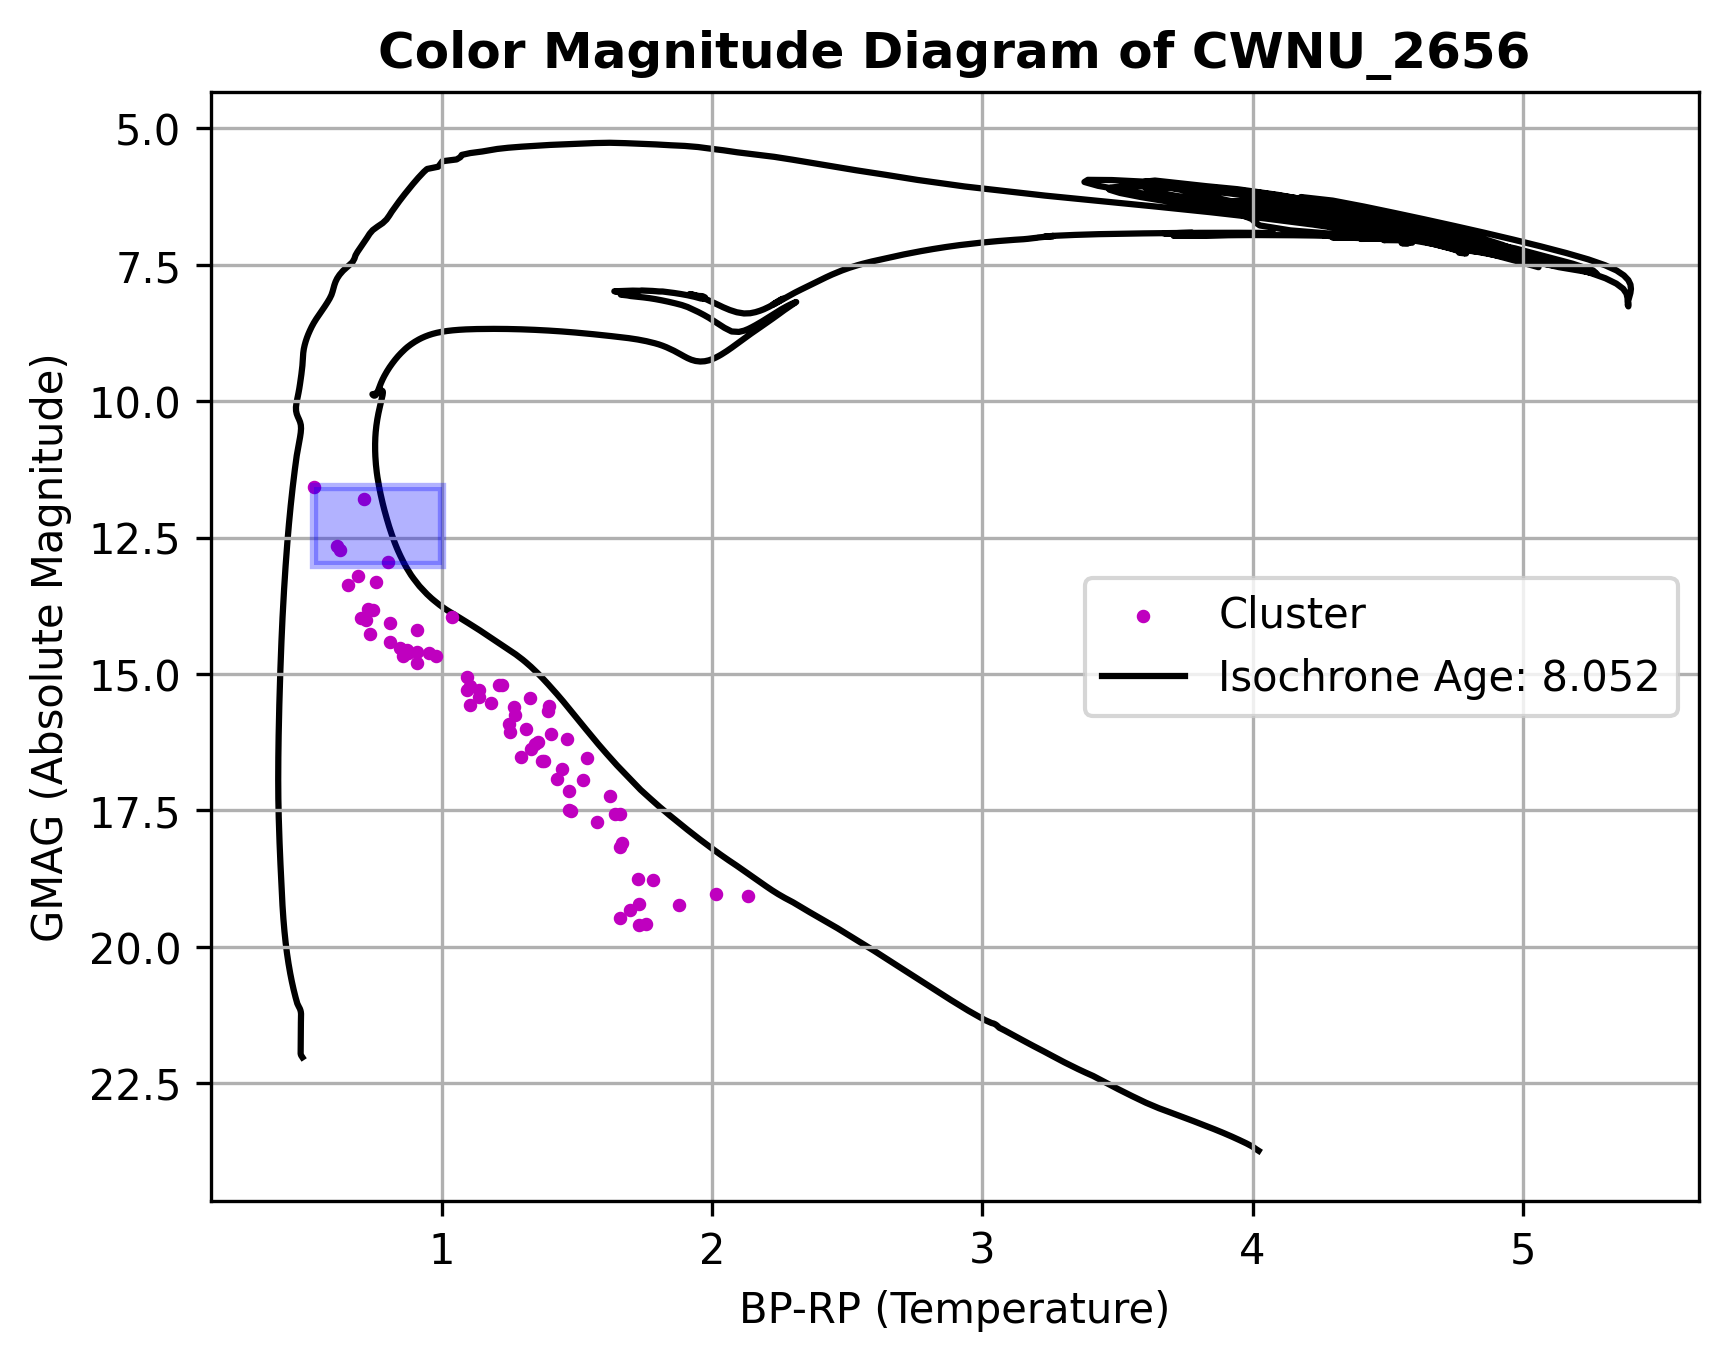 Color Magnitude Diagram of CWNU_2656
GMAG (Absolute Magnitude)
5.0
7.5
10.0
12.5
15.0
17.5
20.0
22.5
Cluster
Isochrone Age: 8.052
1 2 3 4 5
BP-RP (Temperature)